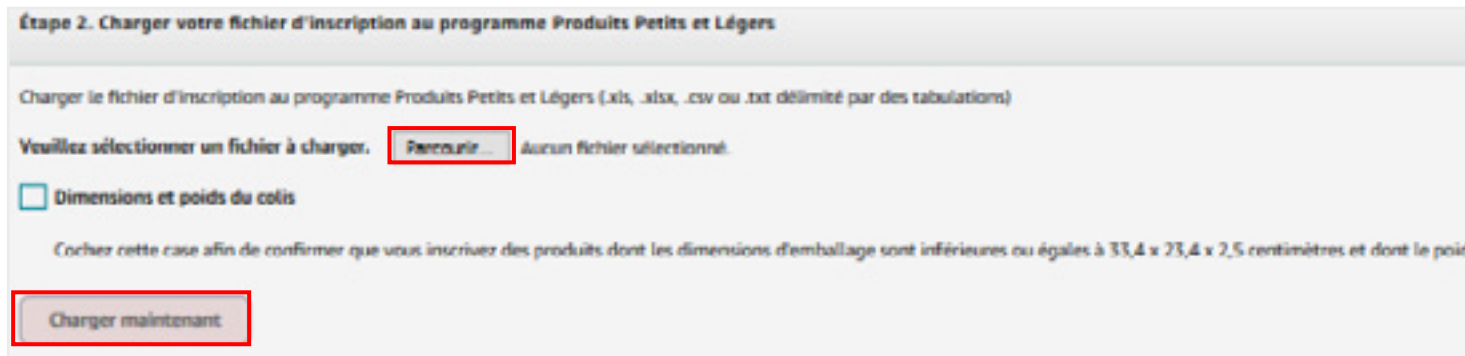 Étape 2. Charger votre fichier d'inscription au programme Produits Petits et Légers
Charger le fichier d'inscription au programme Produits Petits et Légers (.xls, .xlsx, .csv ou .txt délimité par des tabulations)
Veuillez sélectionner un fichier à charger. Parcourir... Aucun fichier sélectionné.
Dimensions et poids du colis
Cochez cette case afin de confirmer que vous inscrivez des produits dont les dimensions d'emballage sont inférieures ou égales à 33,4 x 23,4 x 2,5 centimètres et dont le poid
Charger maintenant